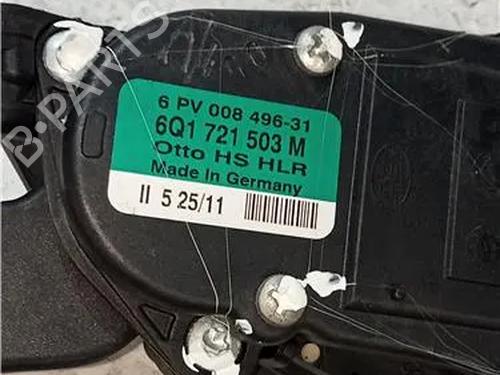 B-PARTS
6 PV 008 496-31
6Q1 721 503 M
Otto HS HLR
Made in Germany
II 5 25/11